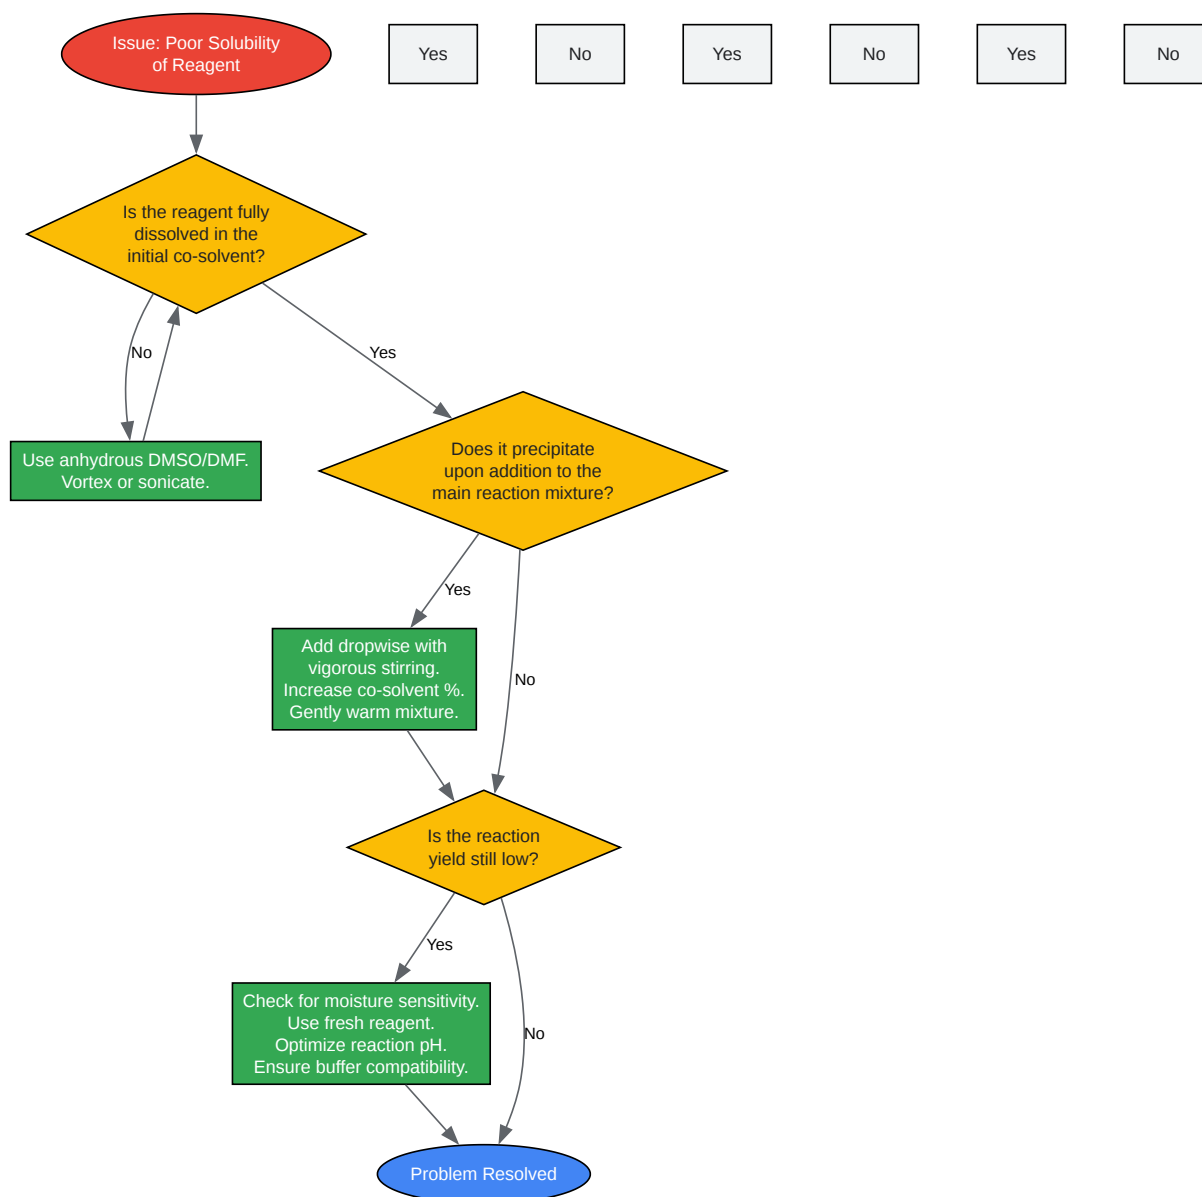 Issue: Poor Solubility
of Reagent
Yes
No
Yes
No
Yes
No
Is the reagent fully
dissolved in the
initial co-solvent?
No
Yes
Use anhydrous DMSO/DMF.
Vortex or sonicate.
Does it precipitate
upon addition to the
main reaction mixture?
Yes
No
Add dropwise with
vigorous stirring.
Increase co-solvent %.
Gently warm mixture.
Is the reaction
yield still low?
Yes
No
Check for moisture sensitivity.
Use fresh reagent.
Optimize reaction pH.
Ensure buffer compatibility.
Problem Resolved